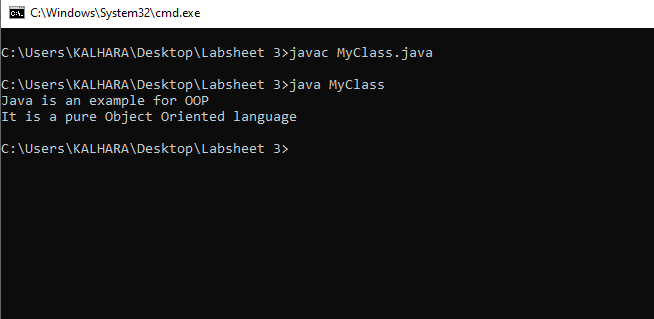 C:\Windows\System32\cmd.exe
C:\Users\KALHARA\Desktop\Labsheet 3>javac MyClass.java
C:\Users\KALHARA\Desktop\Labsheet 3>java MyClass
Java is an example for OOP
It is a pure Object Oriented language
C:\Users\KALHARA\Desktop\Labsheet 3>